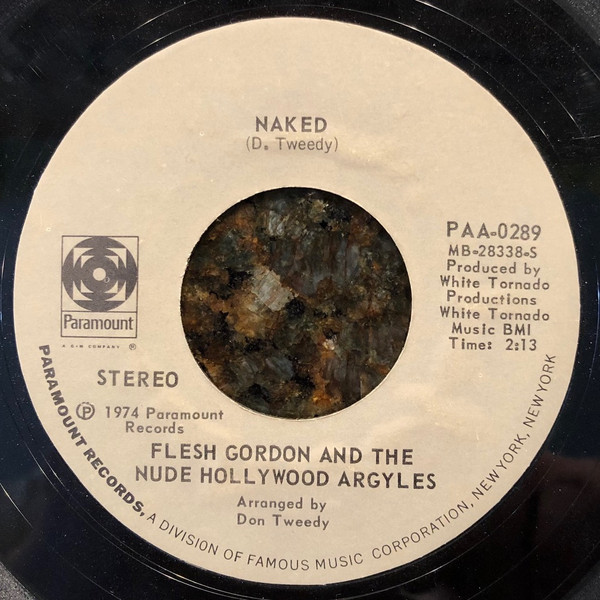 NAKED
(D. Tweedy)
PAA-0289
MB-28338-S
Produced by
White Tornado
Productions
White Tornado
Music BMI
Time: 2:13
Paramount
A G+W COMPANY ®
STEREO
Ⓟ 1974 Paramount
Records
FLESH GORDON AND THE
NUDE HOLLYWOOD ARGYLES
Arranged by
Don Tweedy
PARAMOUNT RECORDS, A DIVISION OF FAMOUS MUSIC CORPORATION, NEW YORK, NEW YORK